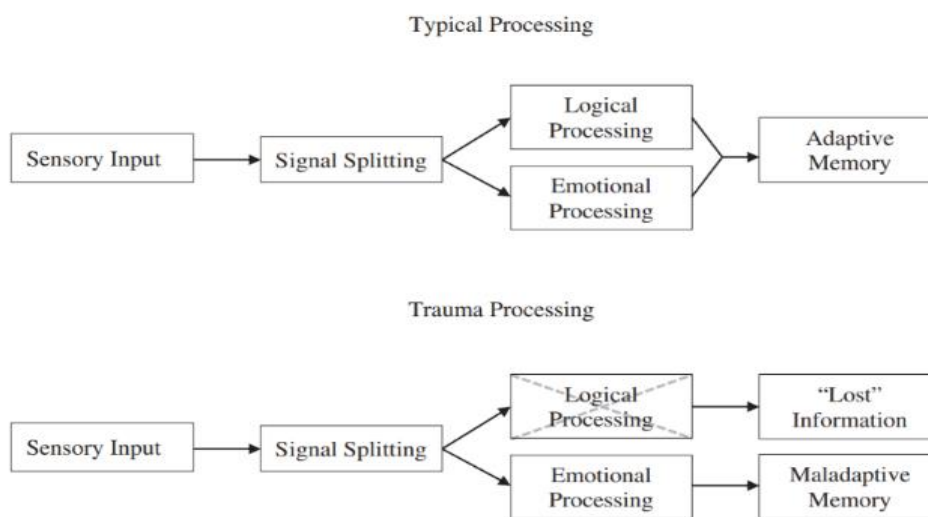 Typical Processing
Sensory Input
Signal Splitting
Logical
Processing
Emotional
Processing
Adaptive
Memory
Trauma Processing
Sensory Input
Signal Splitting
Logical
Processing
"Lost"
Information
Emotional
Processing
Maladaptive
Memory